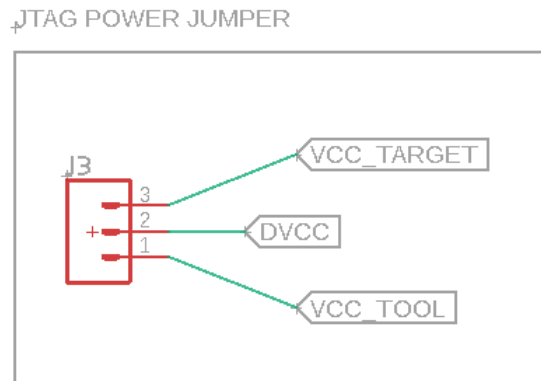 JTAG POWER JUMPER
J3
3
VCC_TARGET
2
DVCC
1
VCC_TOOL